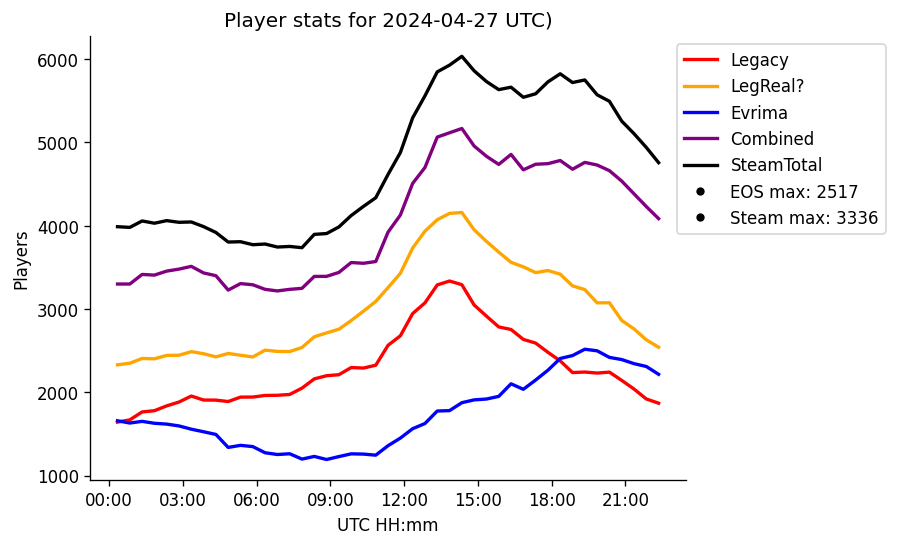 Player stats for 2024-04-27 UTC)
6000
5000
4000
3000
2000
1000
Players
00:00 03:00 06:00 09:00 12:00 15:00 18:00 21:00
UTC HH:mm
Legacy
LegReal?
Evrima
Combined
SteamTotal
EOS max: 2517
Steam max: 3336